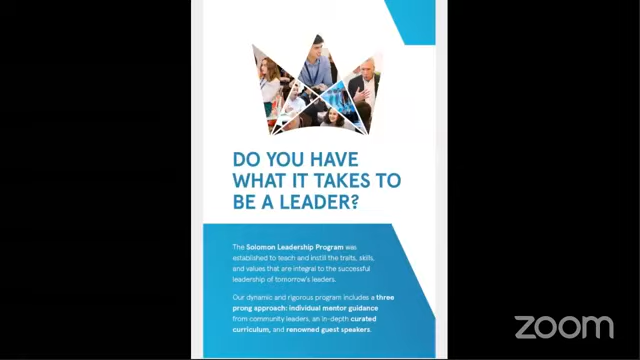 DO YOU HAVE
WHAT IT TAKES TO
BE A LEADER?
The Solomon Leadership Program was
established to teach and instill the traits, skills,
and values that are integral to the successful
leadership of tomorrow's leaders.
Our dynamic and rigorous program includes a three
prong approach: individual mentor guidance
from community leaders, an in-depth curated
curriculum, and renowned guest speakers.
zoom